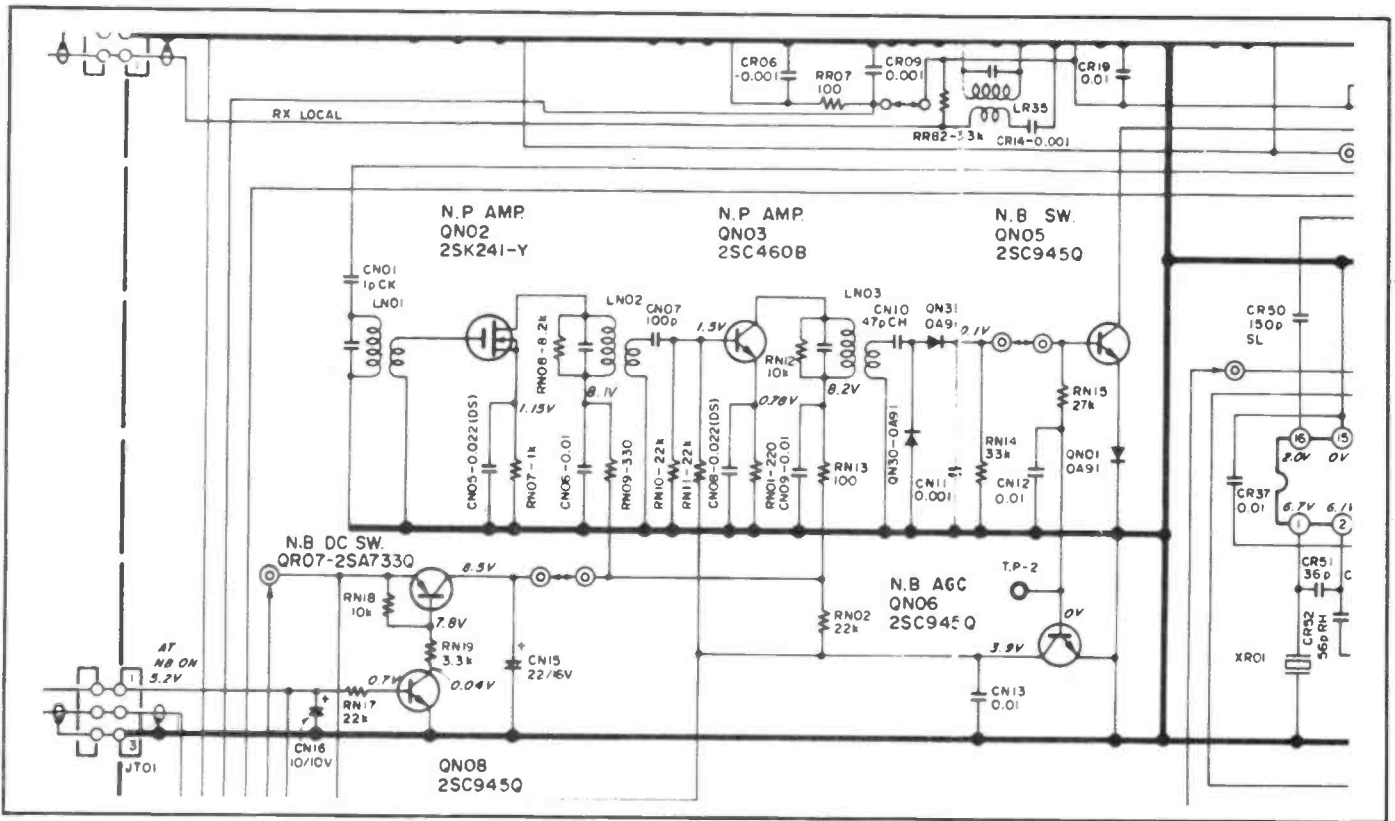 CR06
-0.001
RR07
100
CR09
0.001
CR19
0.01
LR35
RR82-3.3k
CR14-0.001
RX LOCAL
N.P AMP.
QN02
2SK241-Y
N.P AMP.
QN03
2SC460B
N.B SW.
QN05
2SC945Q
CN01
1pCK
LN01
RN08-8.2k
LN02
CN07
100p
1.5V
LN03
CN10
47pCH
QN31
OA91
0.1V
RN12
10k
8.1V
8.2V
1.15V
0.78V
CN05-0.022(DS)
RN07-1k
CN06-0.01
RN09-330
RN10-22k
RN11-22k
CN08-0.022(DS)
RN01-220
CN09-0.01
RN13
100
QN30-OA91
CN11
0.001
RN14
33k
CN12
0.01
RN15
27k
QN01
OA91
CR50
150p
SL
16
15
2.0V
0V
CR37
0.01
6.7V
1
2
CR51
36p
CR52
56pRH
XR01
N.B DC SW.
QR07-2SA733Q
8.5V
RN18
10k
7.8V
RN19
3.3k
0.04V
CN15
22/16V
AT
NB ON
5.2V
1
0.7V
RN17
22k
+
+
CN16
10/10V
3
JT01
QN08
2SC945Q
RN02
22k
N.B AGC
QN06
2SC945Q
T.P-2
0V
3.9V
CN13
0.01